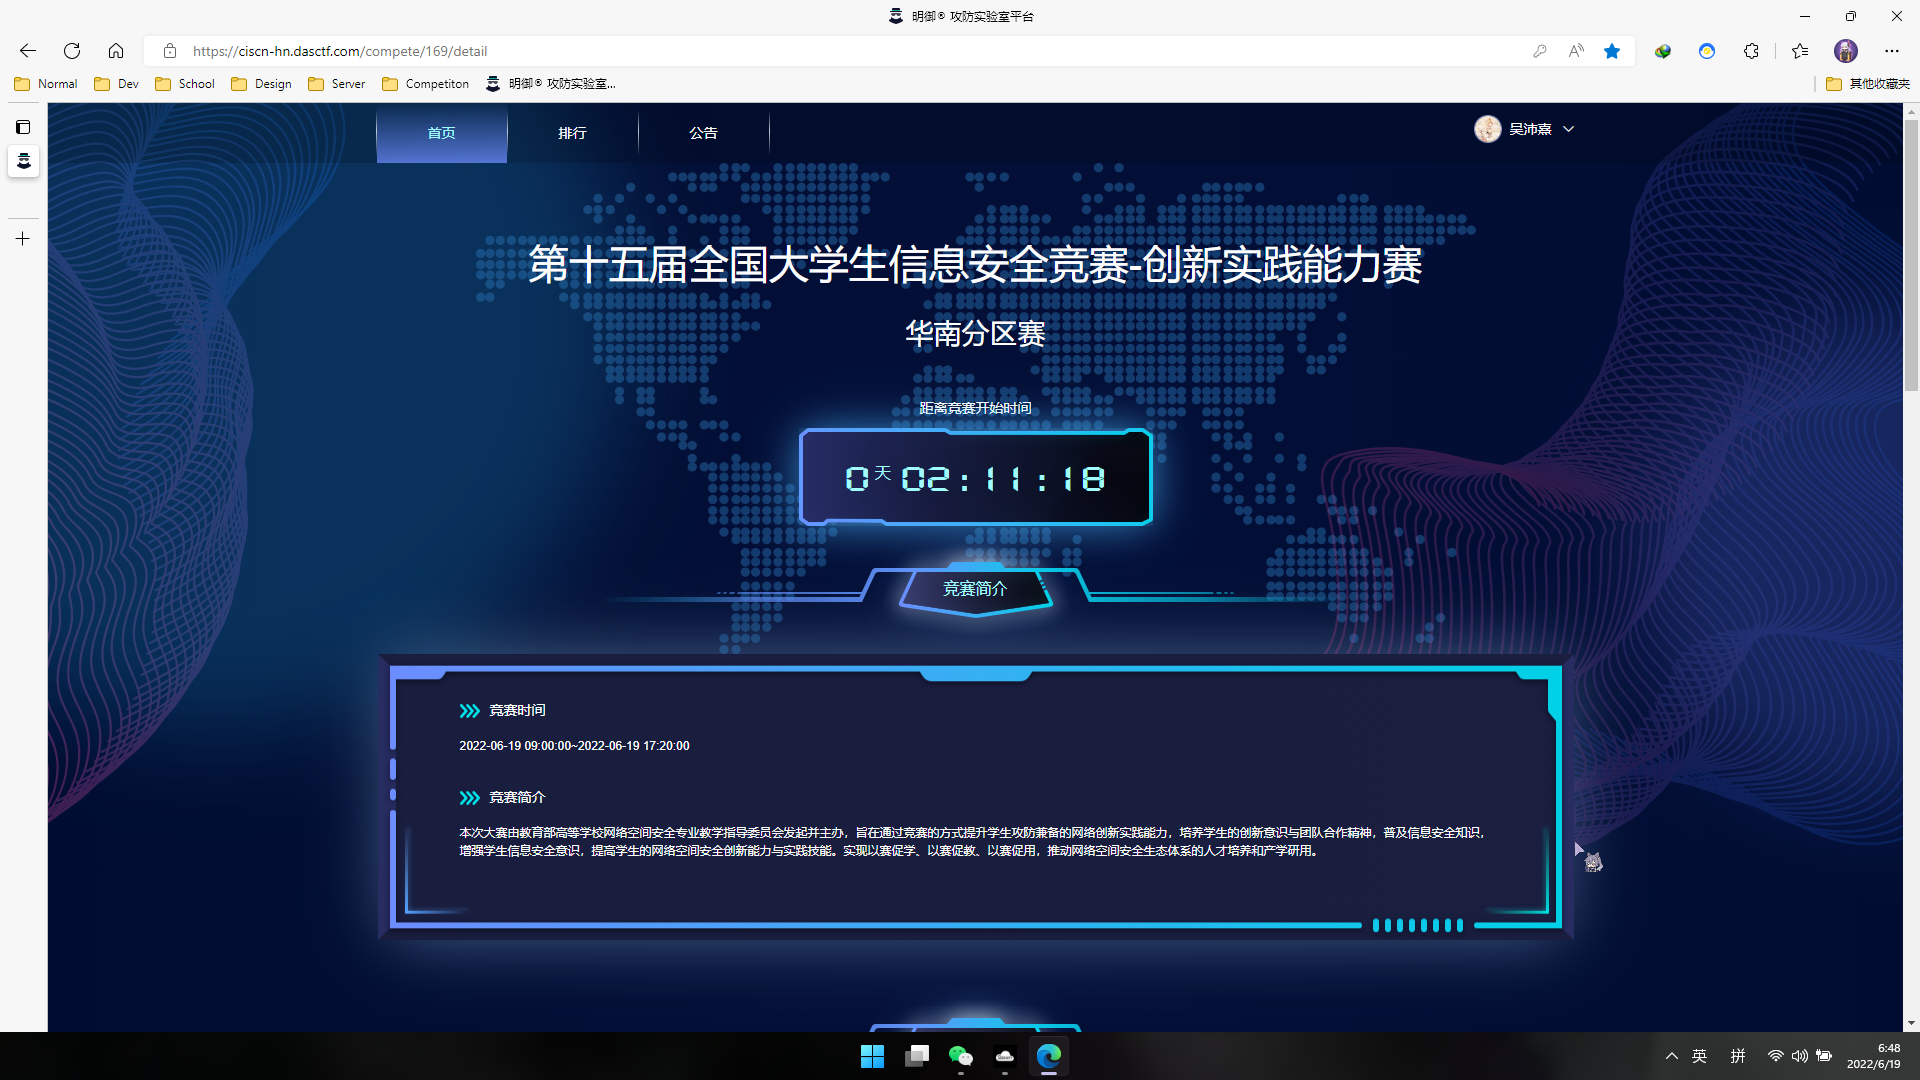 明御® 攻防实验室平台
https://ciscn-hn.dasctf.com/compete/169/detail
Normal
Dev
School
Design
Server
Competiton
明御® 攻防实验室...
其他收藏夹
首页
排行
公告
吴沛熹
第十五届全国大学生信息安全竞赛-创新实践能力赛
华南分区赛
距离竞赛开始时间
0天 02:11:18
竞赛简介
竞赛时间
2022-06-19 09:00:00~2022-06-19 17:20:00
竞赛简介
本次大赛由教育部高等学校网络空间安全专业教学指导委员会发起并主办，旨在通过竞赛的方式提升学生攻防兼备的网络创新实践能力，培养学生的创新意识与团队合作精神，普及信息安全知识，
增强学生信息安全意识，提高学生的网络空间安全创新能力与实践技能。实现以赛促学、以赛促教、以赛促用，推动网络空间安全生态体系的人才培养和产学研用。
英
拼
6:48
2022/6/19